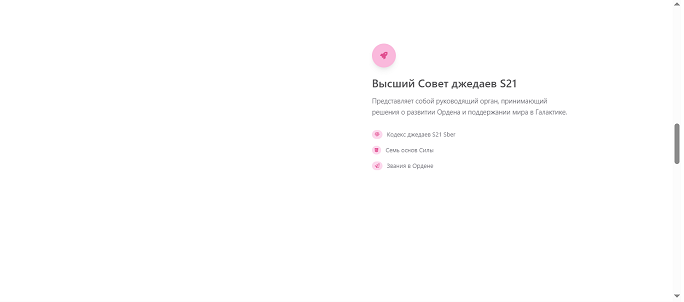 Высший Совет джедаев S21
Представляет собой руководящий орган, принимающий
решения о развитии Ордена и поддержании мира в Галактике.
Кодекс джедаев S21 Sber
Семь основ Силы
Звания в Ордене